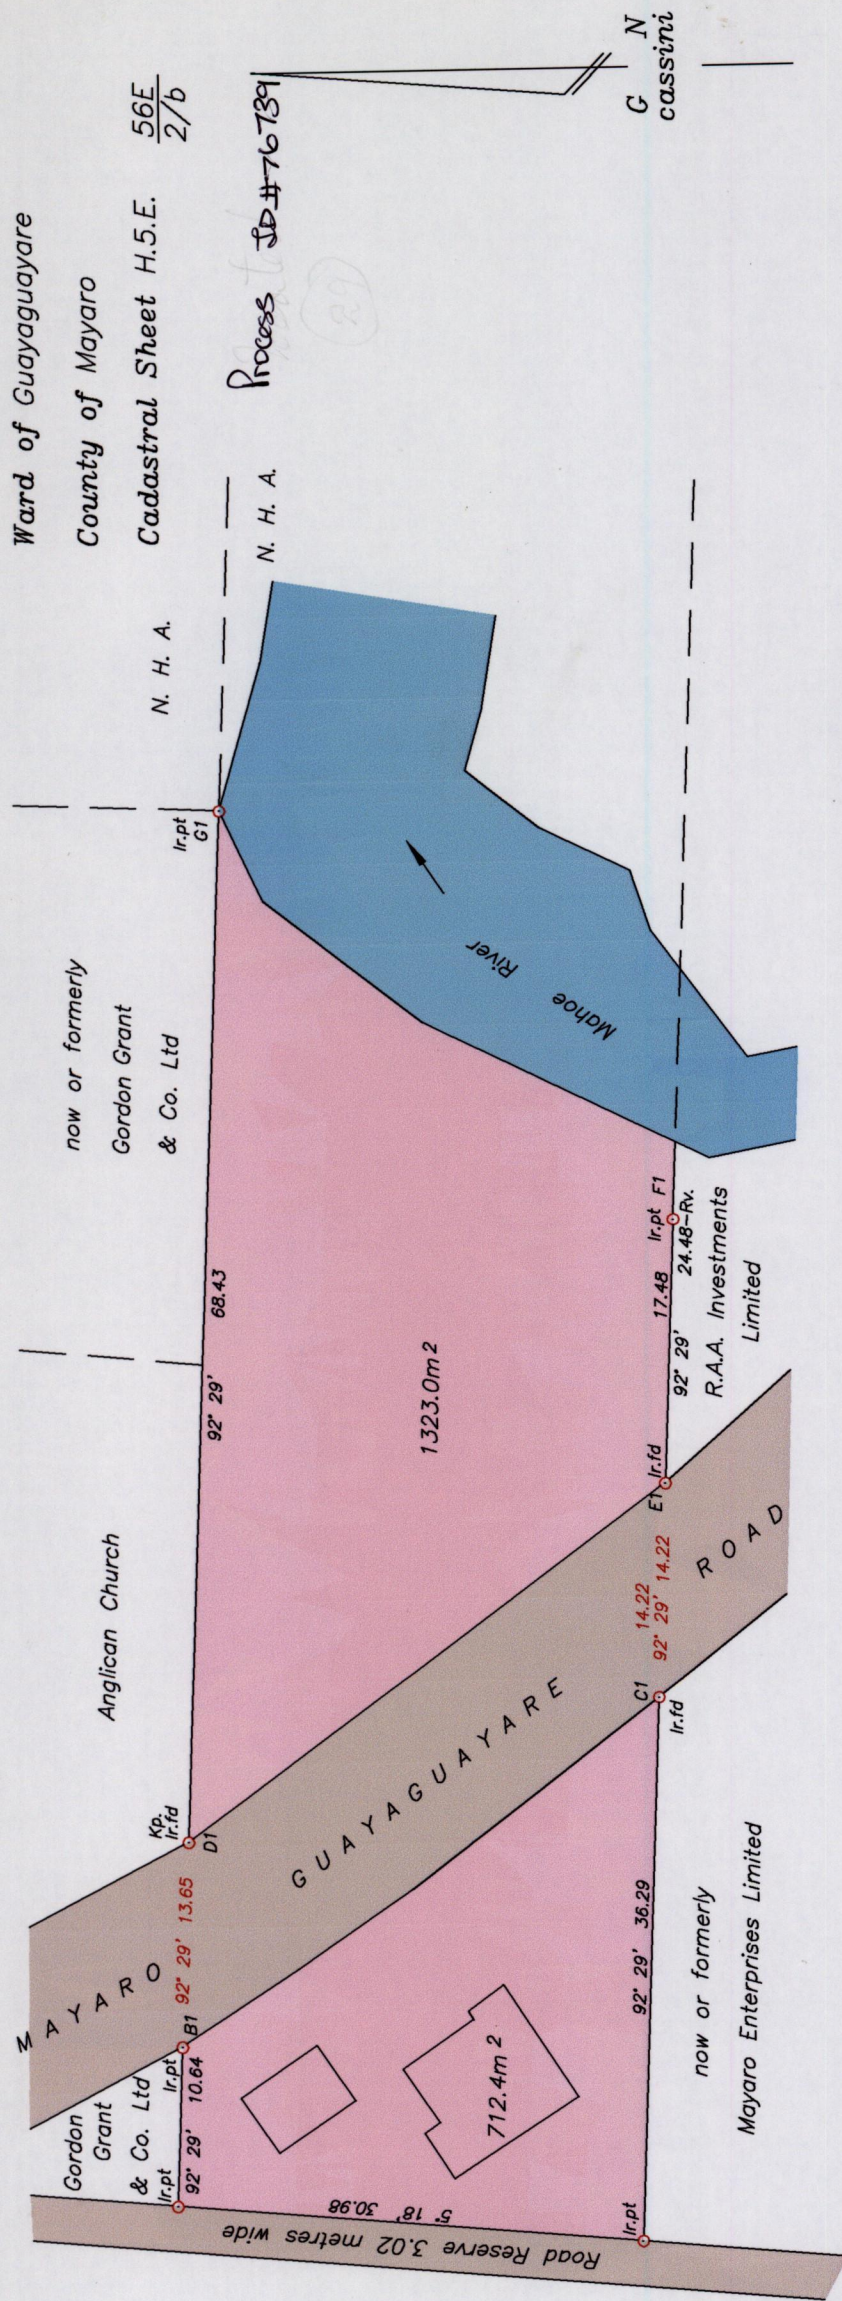 Ward of Guayaguayare
County of Mayaro
Cadastral Sheet H.5.E. 56E
2/b
Process ID#76739
29
G N
cassini
N. H. A.
N. H. A.
now or formerly
Gordon Grant
& Co. Ltd
Ir.pt
G1
Anglican Church
Kp.
Ir.fd
D1
92° 29' 68.43
Gordon
Grant
& Co. Ltd
Ir.pt
92° 29' 10.64
Ir.pt
B1
92° 29' 13.65
MAYARO GUAYAGUAYARE ROAD
1323.0m2
Mahoe River
Road Reserve 3.02 metres wide
5° 18' 30.98
712.4m2
Ir.pt
92° 29' 36.29
C1
Ir.fd
14.22
92° 29' 14.22
E1
Ir.fd
92° 29' 17.48
Ir.pt F1
24.48-Rv.
R.A.A. Investments
Limited
now or formerly
Mayaro Enterprises Limited